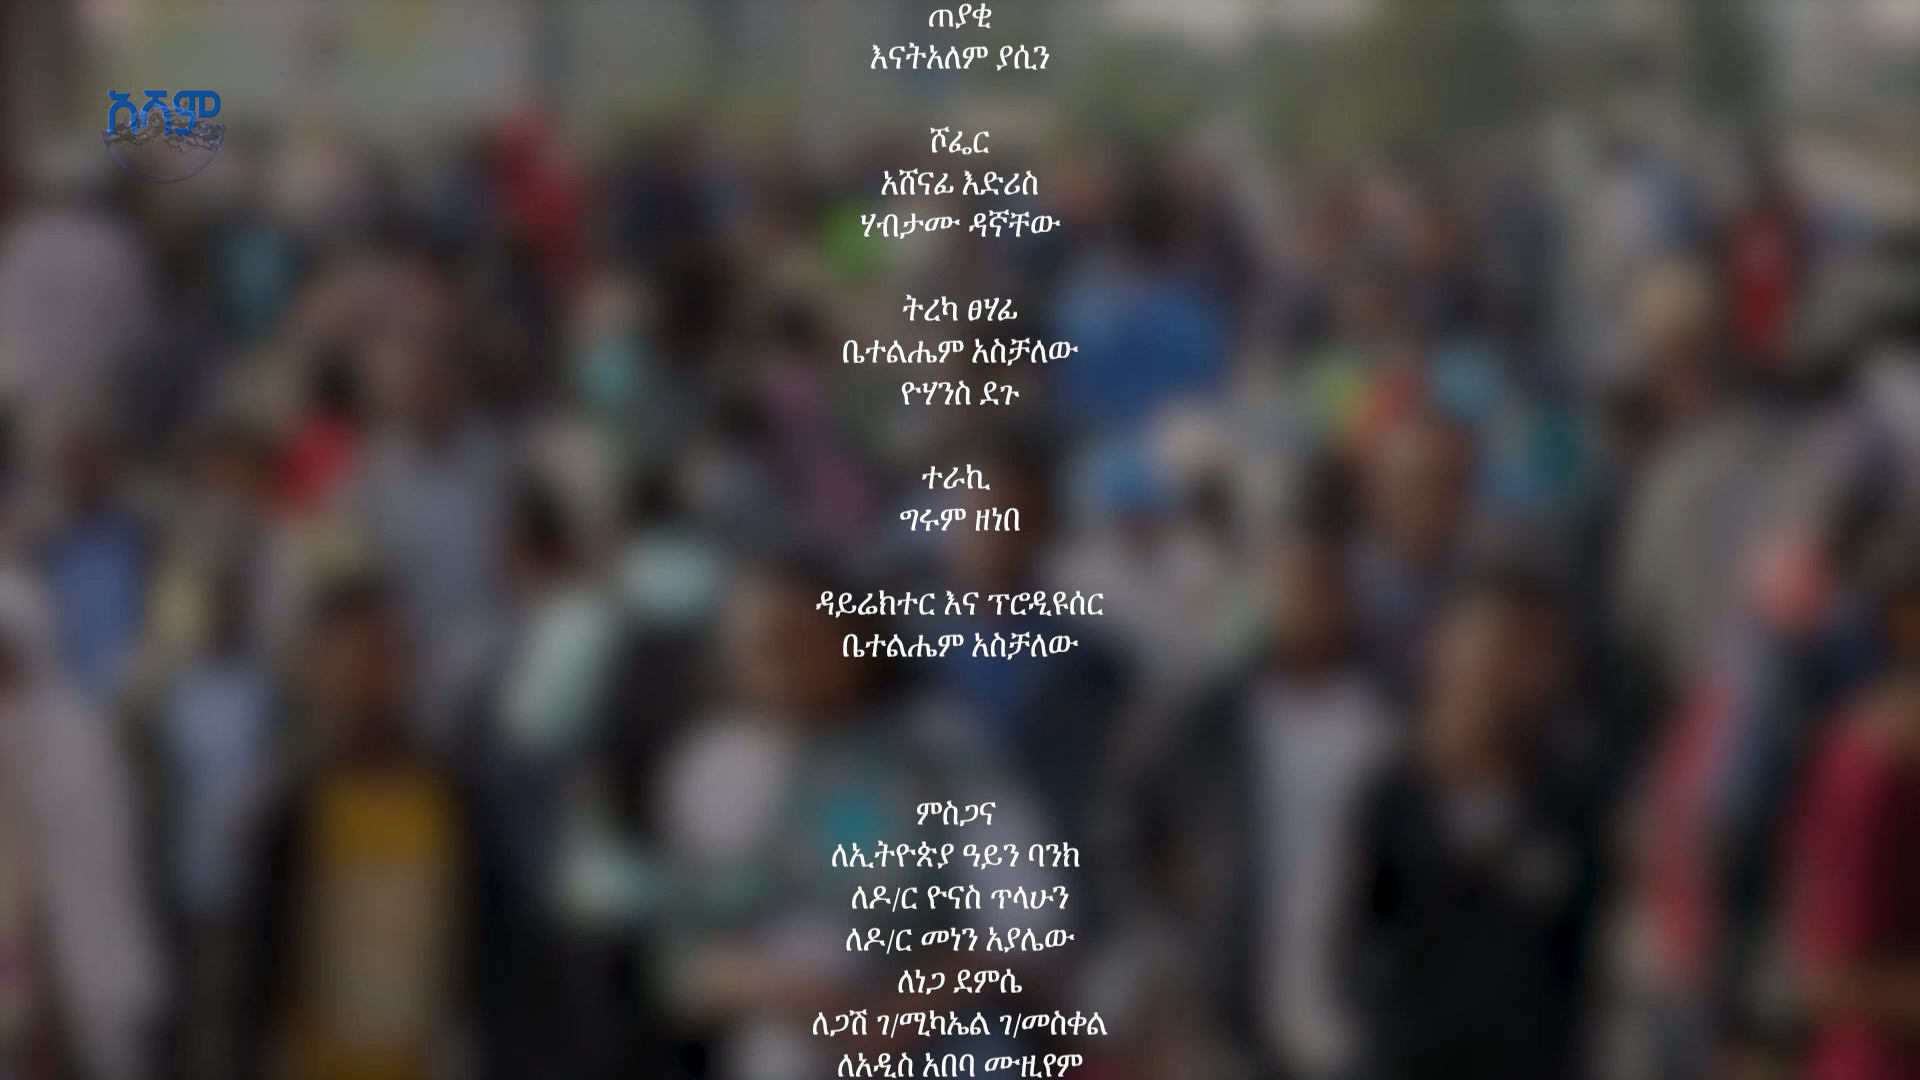 ጠያቂ
እናትአለም ያሲን
አሻም
ሾፌር
አሸናፊ እድሪስ
ሃብታሙ ዳኛቸው
ትረካ ፀሃፊ
ቤተልሔም አስቻለው
ዮሃንስ ደጉ
ተራኪ
ግሩም ዘነበ
ዳይሬክተር እና ፕሮዲዩሰር
ቤተልሔም አስቻለው
ምስጋና
ለኢትዮጵያ ዓይን ባንክ
ለዶ/ር ዮናስ ጥላሁን
ለዶ/ር መነን አያሌው
ለነጋ ደምሴ
ለጋሽ ገ/ሚካኤል ገ/መስቀል
ለአዲስ አበባ ሙዚየም